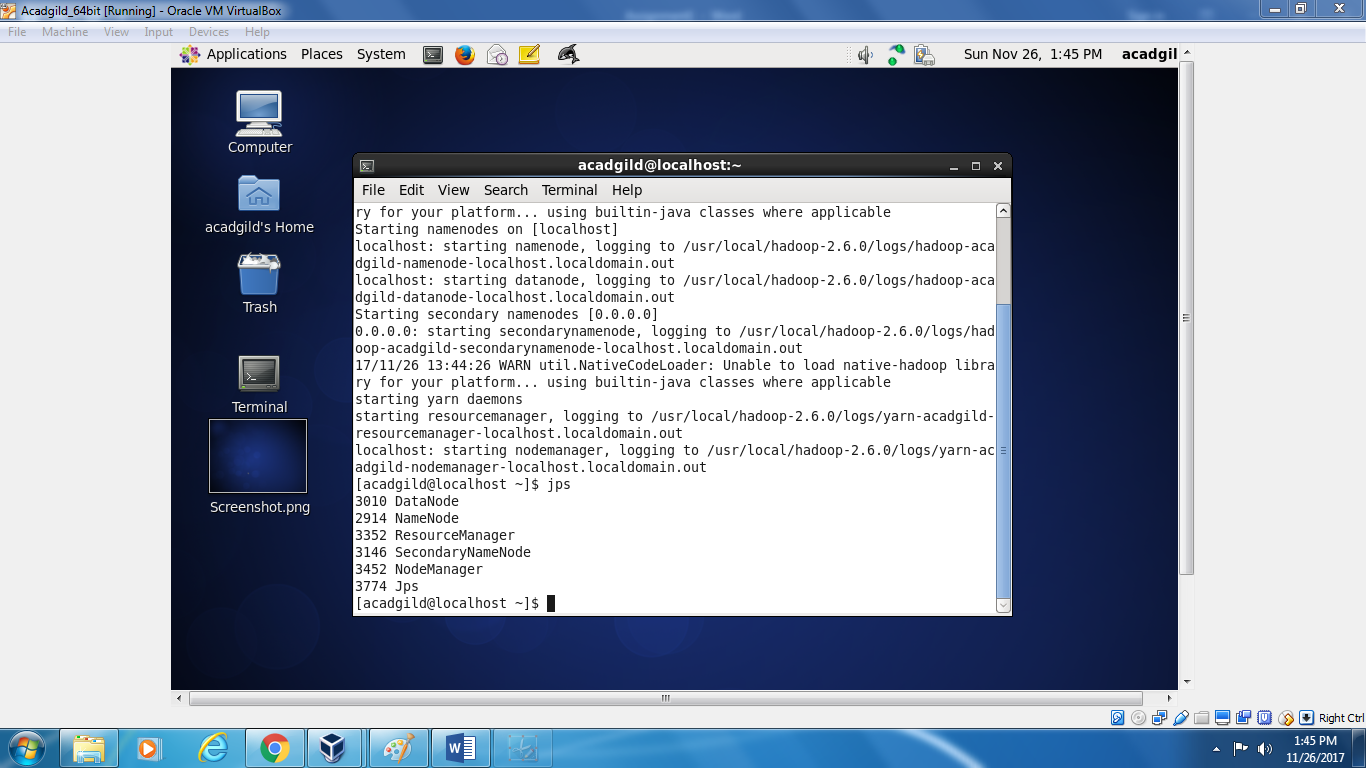 Acadgild_64bit [Running] - Oracle VM VirtualBox
File Machine View Input Devices Help
Applications Places System Sun Nov 26, 1:45 PM acadgil
Computer
acadgild's Home
Trash
Terminal
Screenshot.png
acadgild@localhost:~
File Edit View Search Terminal Help
ry for your platform... using builtin-java classes where applicable
Starting namenodes on [localhost]
localhost: starting namenode, logging to /usr/local/hadoop-2.6.0/logs/hadoop-aca
dgild-namenode-localhost.localdomain.out
localhost: starting datanode, logging to /usr/local/hadoop-2.6.0/logs/hadoop-aca
dgild-datanode-localhost.localdomain.out
Starting secondary namenodes [0.0.0.0]
0.0.0.0: starting secondarynamenode, logging to /usr/local/hadoop-2.6.0/logs/had
oop-acadgild-secondarynamenode-localhost.localdomain.out
17/11/26 13:44:26 WARN util.NativeCodeLoader: Unable to load native-hadoop libra
ry for your platform... using builtin-java classes where applicable
starting yarn daemons
starting resourcemanager, logging to /usr/local/hadoop-2.6.0/logs/yarn-acadgild-
resourcemanager-localhost.localdomain.out
localhost: starting nodemanager, logging to /usr/local/hadoop-2.6.0/logs/yarn-ac
adgild-nodemanager-localhost.localdomain.out
[acadgild@localhost ~]$ jps
3010 DataNode
2914 NameNode
3352 ResourceManager
3146 SecondaryNameNode
3452 NodeManager
3774 Jps
[acadgild@localhost ~]$
Right Ctrl
1:45 PM
11/26/2017